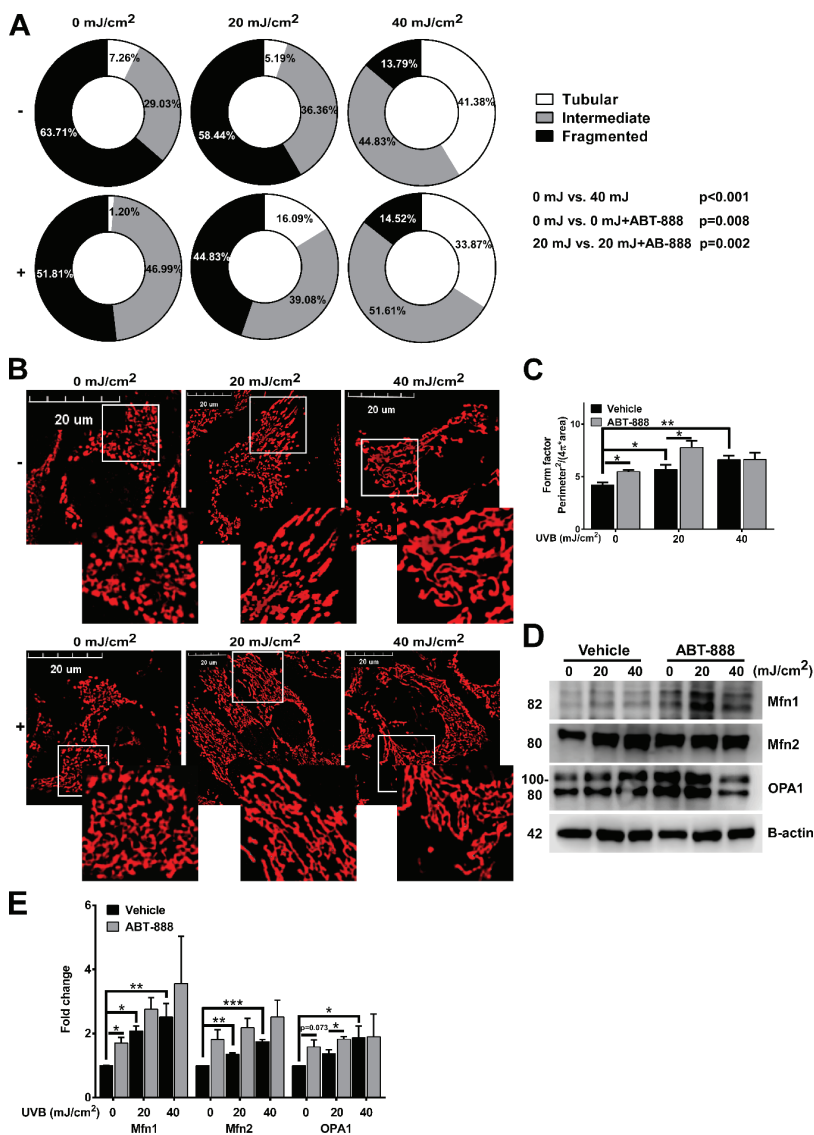 A
0 mJ/cm2
20 mJ/cm2
40 mJ/cm2
-
7.26%
29.03%
63.71%
5.19%
36.36%
58.44%
13.79%
41.38%
44.83%
Tubular
Intermediate
Fragmented
+
1.20%
46.99%
51.81%
16.09%
39.08%
44.83%
14.52%
33.87%
51.61%
0 mJ vs. 40 mJ p<0.001
0 mJ vs. 0 mJ+ABT-888 p=0.008
20 mJ vs. 20 mJ+AB-888 p=0.002
B
0 mJ/cm2
20 mJ/cm2
40 mJ/cm2
-
20 um
20 um
20 um
0 mJ/cm2
20 mJ/cm2
40 mJ/cm2
+
20 um
20 um
20 um
C
Vehicle
ABT-888
Form factor
Perimeter2/(4π*area)
10
5
0
* * * **
UVB (mJ/cm2) 0 20 40
D
Vehicle ABT-888
0 20 40 0 20 40 (mJ/cm2)
82 Mfn1
80 Mfn2
100-
80 OPA1
42 B-actin
E
Vehicle
ABT-888
Fold change
6
4
2
0
* * **
** ***
p=0.073 * *
UVB (mJ/cm2) 0 20 40 0 20 40 0 20 40
Mfn1 Mfn2 OPA1